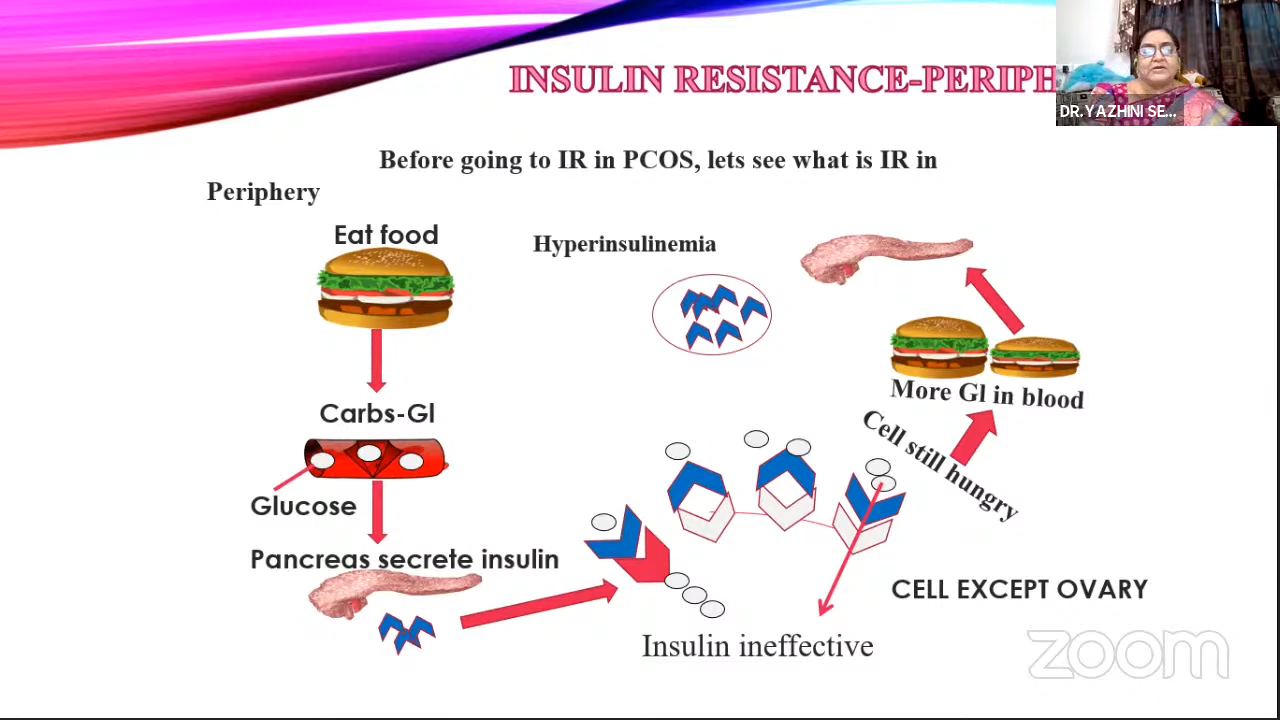 INSULIN RESISTANCE-PERIPH
DR.YAZHINI SE...
Before going to IR in PCOS, lets see what is IR in
Periphery
Eat food
Hyperinsulinemia
Carbs-Gl
Glucose
Pancreas secrete insulin
More Gl in blood
Cell still hungry
CELL EXCEPT OVARY
Insulin ineffective
zoom